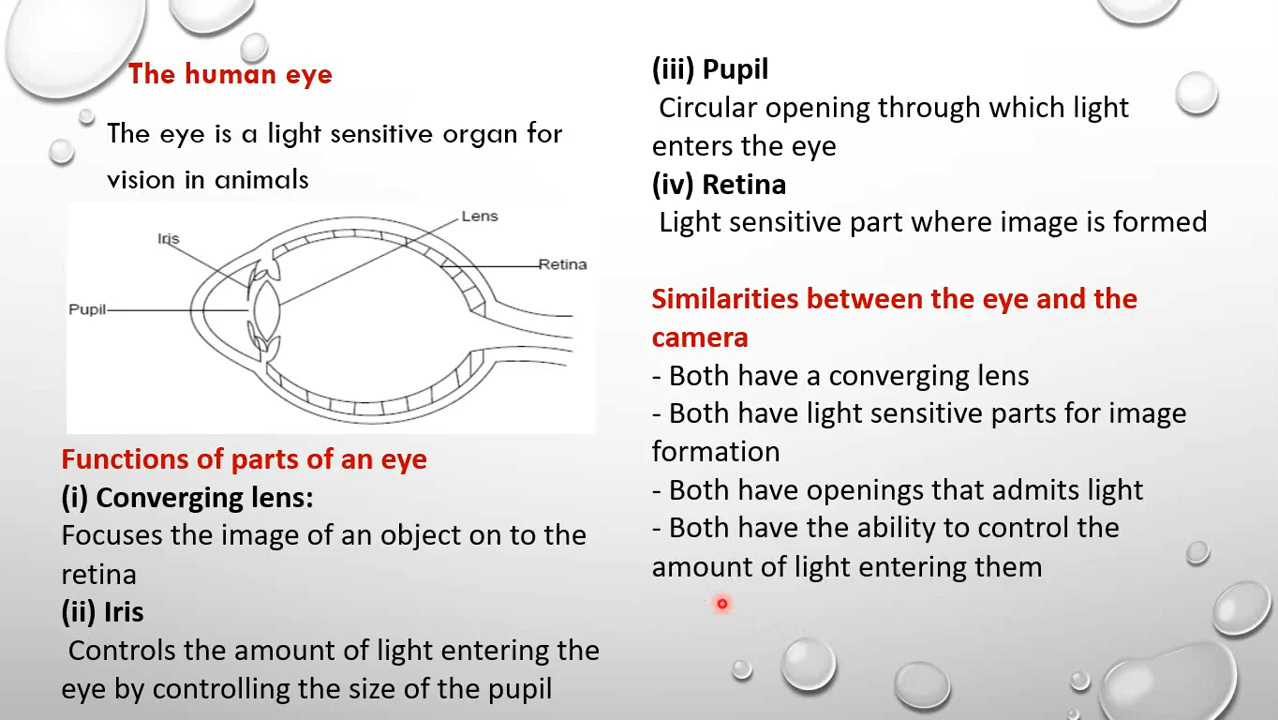 The human eye
The eye is a light sensitive organ for
vision in animals
Lens
Iris
Retina
Pupil
Functions of parts of an eye
(i) Converging lens:
Focuses the image of an object on to the
retina
(ii) Iris
Controls the amount of light entering the
eye by controlling the size of the pupil
(iii) Pupil
Circular opening through which light
enters the eye
(iv) Retina
Light sensitive part where image is formed
Similarities between the eye and the
camera
- Both have a converging lens
- Both have light sensitive parts for image
formation
- Both have openings that admits light
- Both have the ability to control the
amount of light entering them